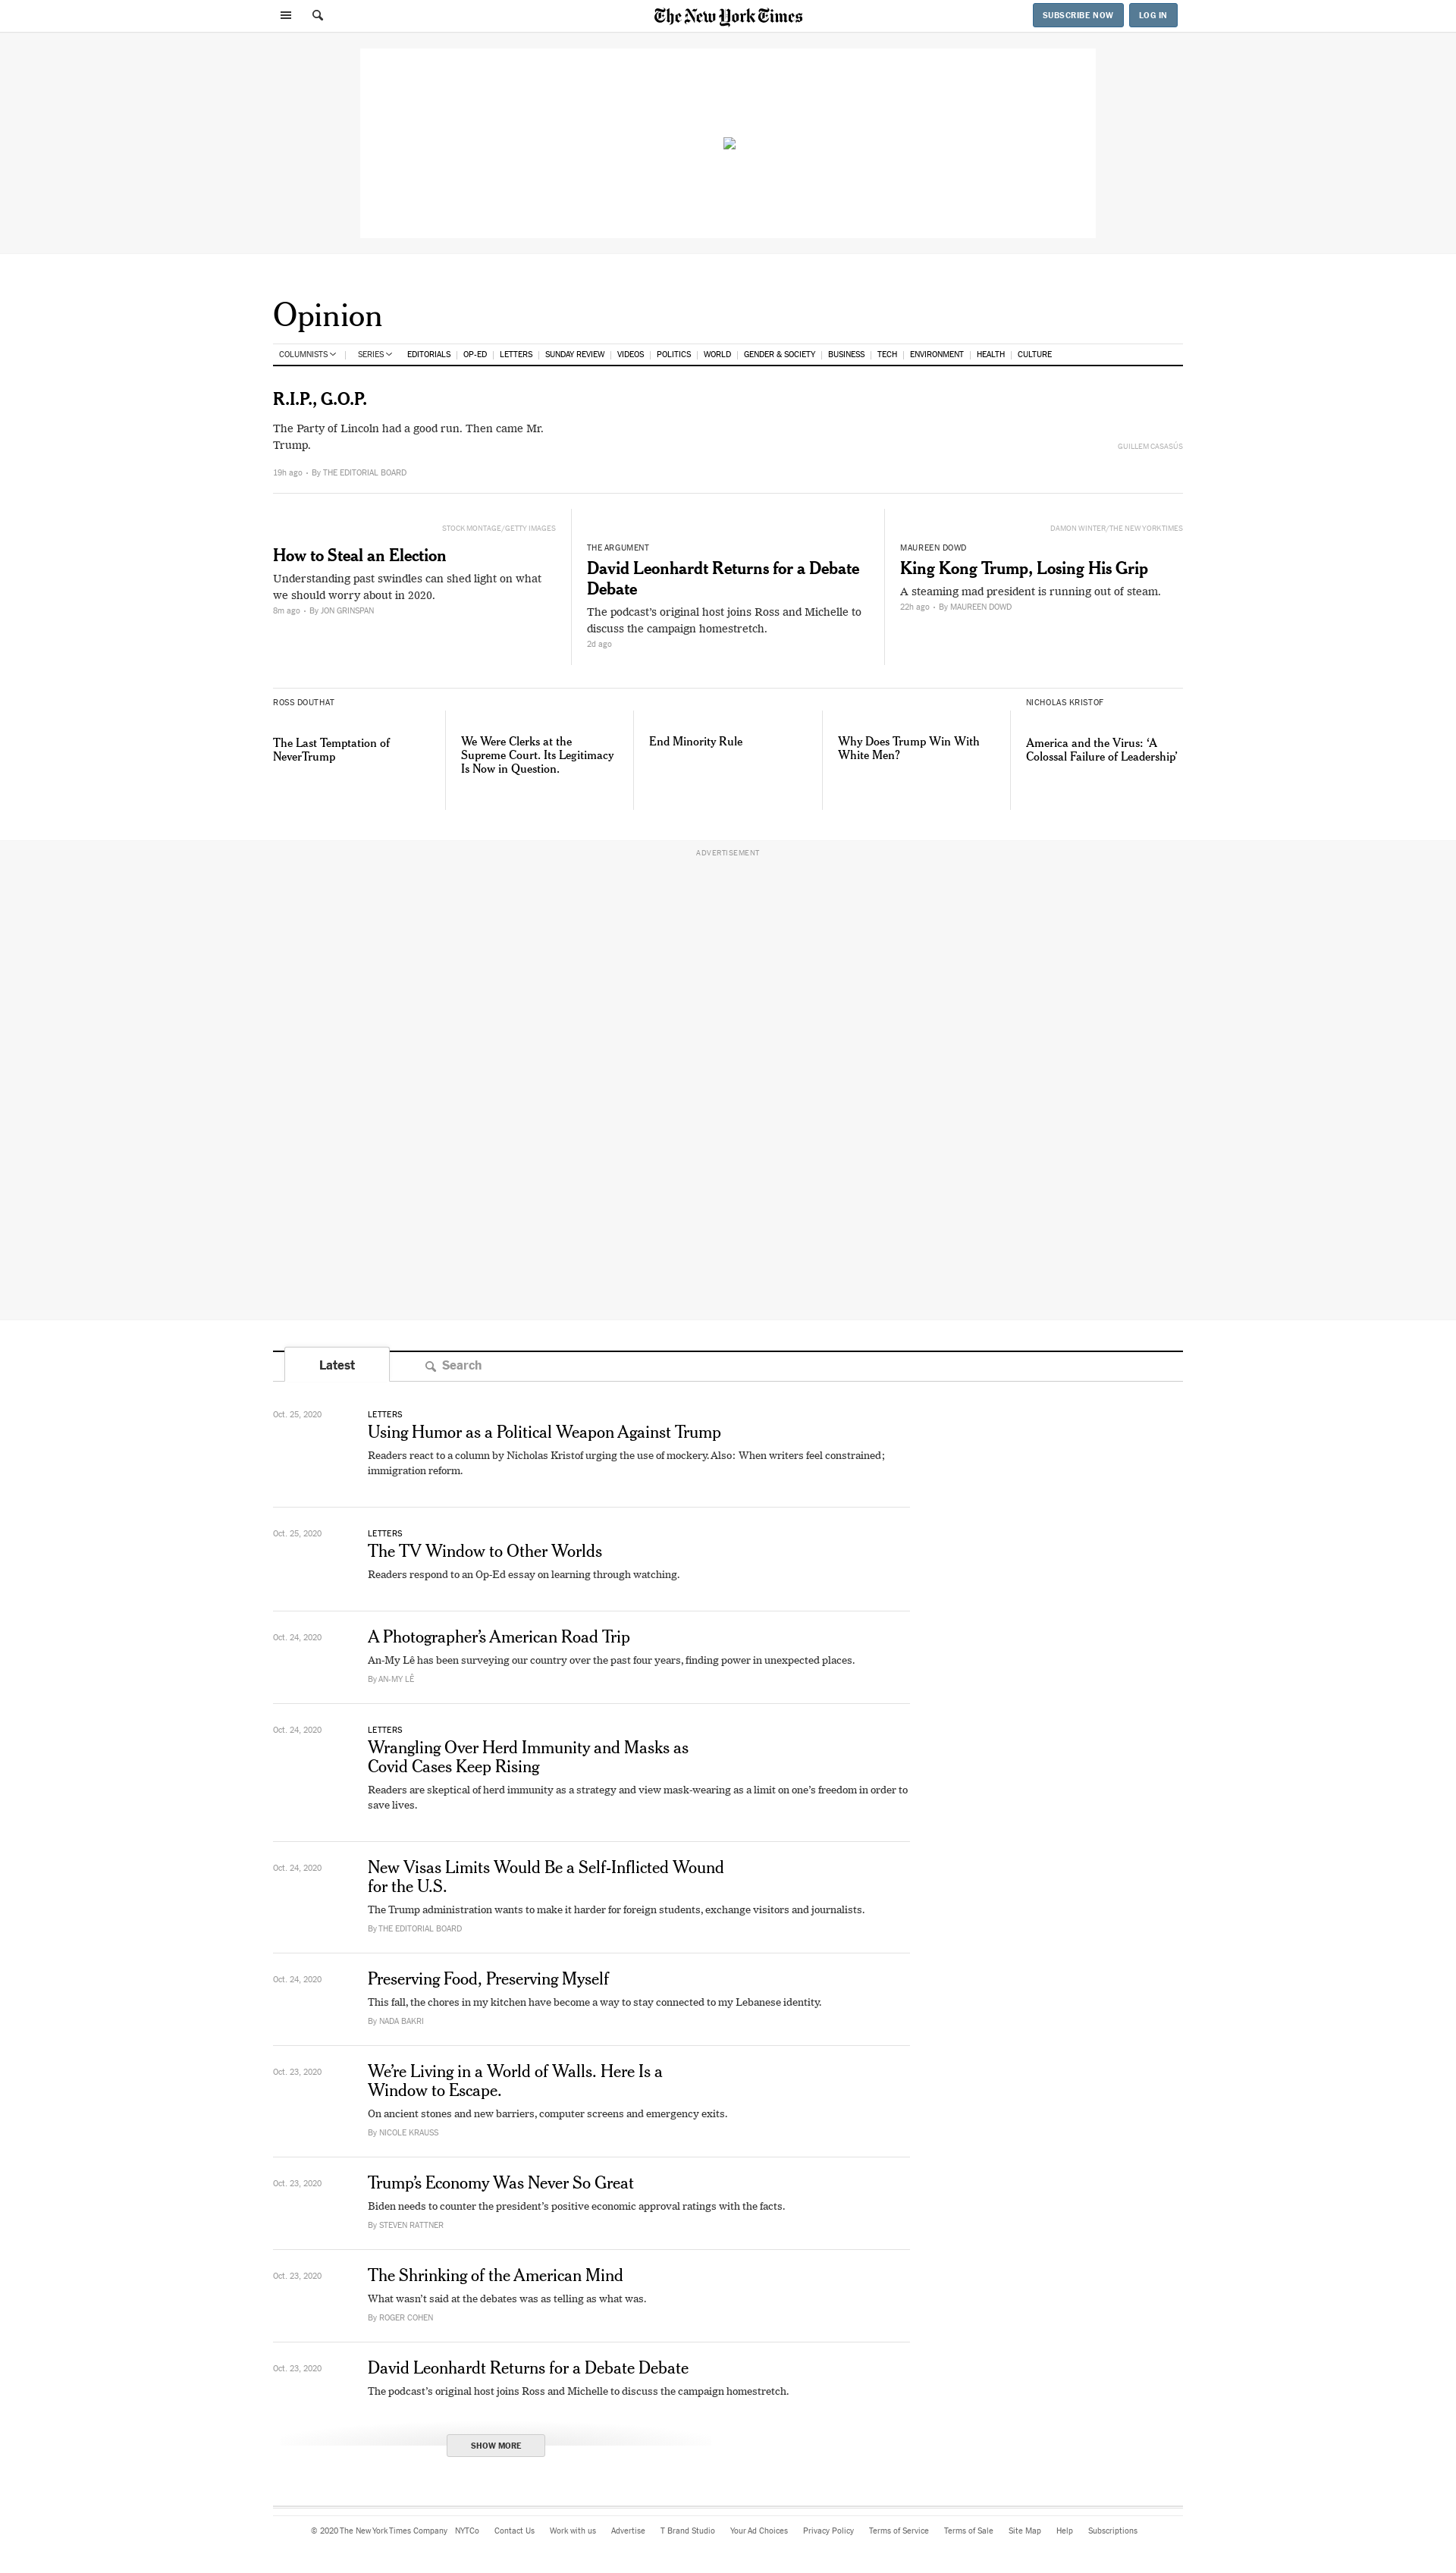 The New York Times
SUBSCRIBE NOW
LOG IN
Opinion
COLUMNISTS
SERIES
EDITORIALS
OP-ED
LETTERS
SUNDAY REVIEW
VIDEOS
POLITICS
WORLD
GENDER & SOCIETY
BUSINESS
TECH
ENVIRONMENT
HEALTH
CULTURE
R.I.P., G.O.P.
The Party of Lincoln had a good run. Then came Mr.
Trump.
19h ago • By THE EDITORIAL BOARD
GUILLEM CASASÚS
STOCK MONTAGE/GETTY IMAGES
How to Steal an Election
Understanding past swindles can shed light on what
we should worry about in 2020.
8m ago • By JON GRINSPAN
THE ARGUMENT
David Leonhardt Returns for a Debate
Debate
The podcast’s original host joins Ross and Michelle to
discuss the campaign homestretch.
2d ago
DAMON WINTER/THE NEW YORK TIMES
MAUREEN DOWD
King Kong Trump, Losing His Grip
A steaming mad president is running out of steam.
22h ago • By MAUREEN DOWD
ROSS DOUTHAT
The Last Temptation of
NeverTrump
We Were Clerks at the
Supreme Court. Its Legitimacy
Is Now in Question.
End Minority Rule
Why Does Trump Win With
White Men?
NICHOLAS KRISTOF
America and the Virus: ‘A
Colossal Failure of Leadership’
ADVERTISEMENT
Latest
Search
Oct. 25, 2020
LETTERS
Using Humor as a Political Weapon Against Trump
Readers react to a column by Nicholas Kristof urging the use of mockery. Also: When writers feel constrained;
immigration reform.
Oct. 25, 2020
LETTERS
The TV Window to Other Worlds
Readers respond to an Op-Ed essay on learning through watching.
Oct. 24, 2020
A Photographer’s American Road Trip
An-My Lê has been surveying our country over the past four years, finding power in unexpected places.
By AN-MY LÊ
Oct. 24, 2020
LETTERS
Wrangling Over Herd Immunity and Masks as
Covid Cases Keep Rising
Readers are skeptical of herd immunity as a strategy and view mask-wearing as a limit on one’s freedom in order to
save lives.
Oct. 24, 2020
New Visas Limits Would Be a Self-Inflicted Wound
for the U.S.
The Trump administration wants to make it harder for foreign students, exchange visitors and journalists.
By THE EDITORIAL BOARD
Oct. 24, 2020
Preserving Food, Preserving Myself
This fall, the chores in my kitchen have become a way to stay connected to my Lebanese identity.
By NADA BAKRI
Oct. 23, 2020
We’re Living in a World of Walls. Here Is a
Window to Escape.
On ancient stones and new barriers, computer screens and emergency exits.
By NICOLE KRAUSS
Oct. 23, 2020
Trump’s Economy Was Never So Great
Biden needs to counter the president’s positive economic approval ratings with the facts.
By STEVEN RATTNER
Oct. 23, 2020
The Shrinking of the American Mind
What wasn’t said at the debates was as telling as what was.
By ROGER COHEN
Oct. 23, 2020
David Leonhardt Returns for a Debate Debate
The podcast’s original host joins Ross and Michelle to discuss the campaign homestretch.
SHOW MORE
© 2020 The New York Times Company
NYTCo
Contact Us
Work with us
Advertise
T Brand Studio
Your Ad Choices
Privacy Policy
Terms of Service
Terms of Sale
Site Map
Help
Subscriptions